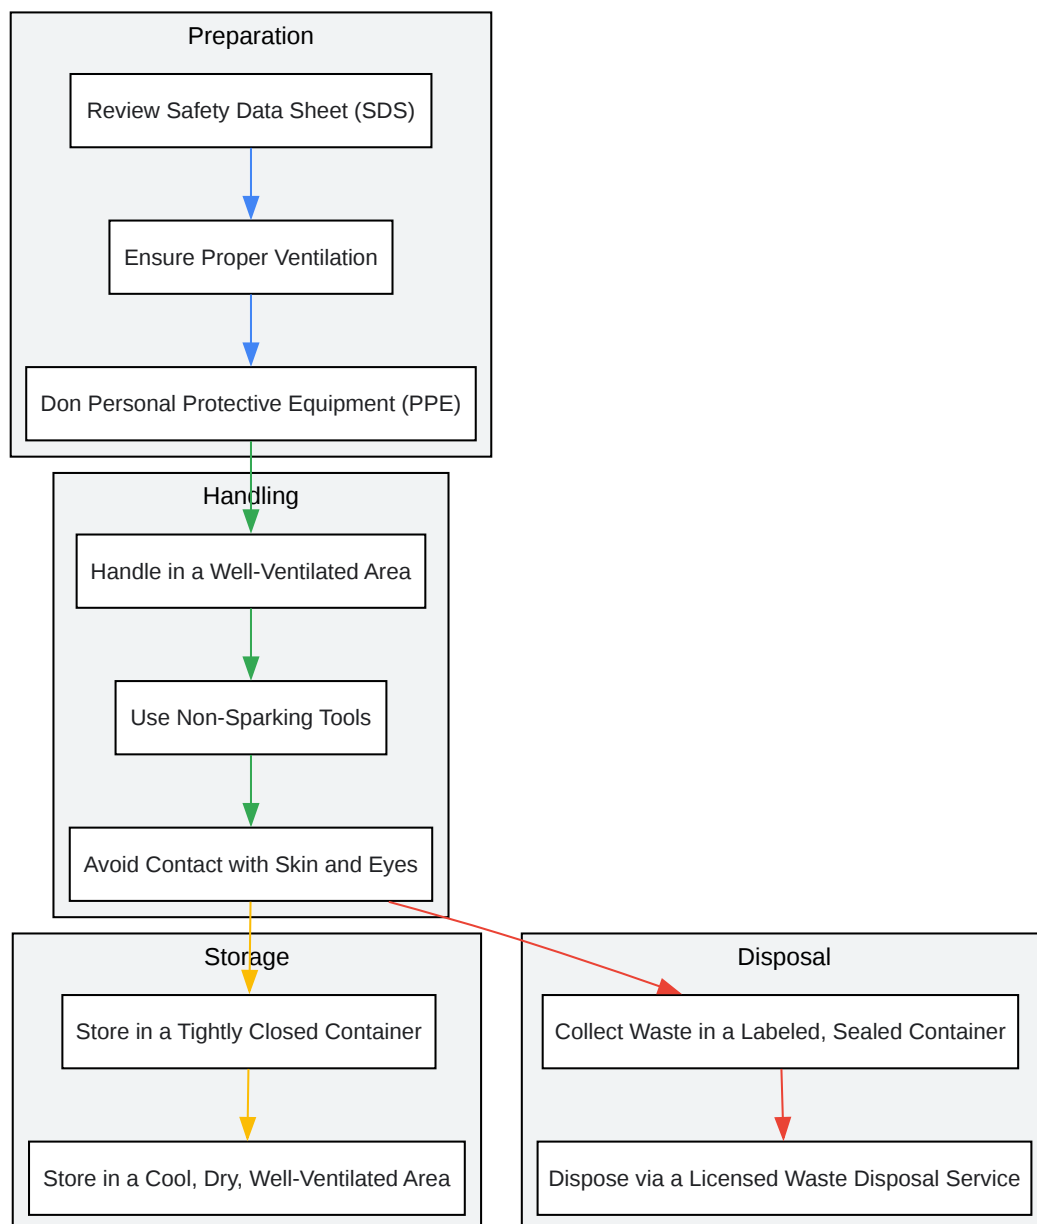 Preparation
Review Safety Data Sheet (SDS)
Ensure Proper Ventilation
Don Personal Protective Equipment (PPE)
Handling
Handle in a Well-Ventilated Area
Use Non-Sparking Tools
Avoid Contact with Skin and Eyes
Storage
Store in a Tightly Closed Container
Store in a Cool, Dry, Well-Ventilated Area
Disposal
Collect Waste in a Labeled, Sealed Container
Dispose via a Licensed Waste Disposal Service